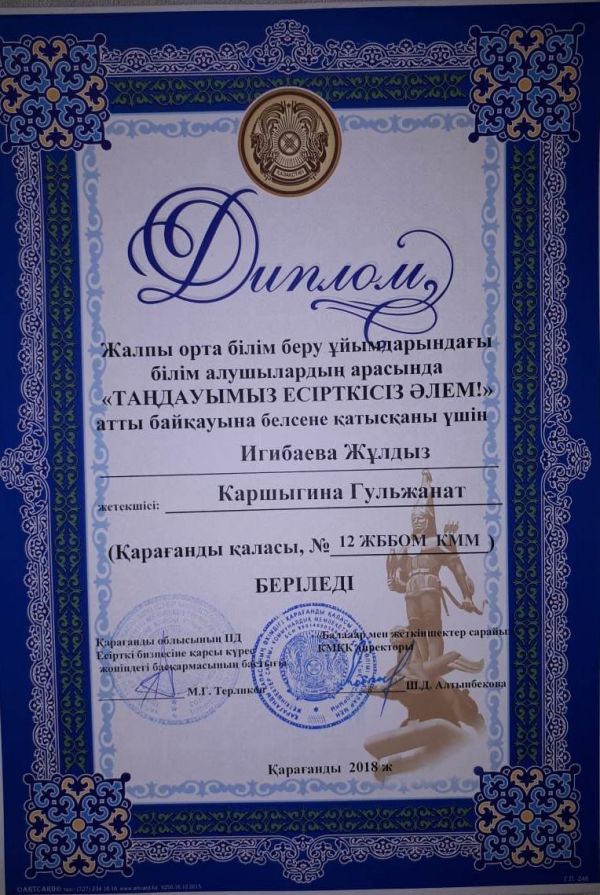 ҚАЗАҚСТАН
Диплом
Жалпы орта білім беру ұйымдарындағы
білім алушылардың арасында
«ТАҢДАУЫМЫЗ ЕСІРТКІСІЗ ӘЛЕМ!»
атты байқауына белсене қатысқаны үшін
Игибаева Жұлдыз
жетекшісі: Каршыгина Гульжанат
(Қарағанды қаласы, № 12 ЖББОМ КММ )
БЕРІЛЕДІ
Қарағанды облысының ПД
Есірткі бизнесіне қарсы күрес
жөніндегі басқармасының бастығы
М.Г. Терликов
«Балалар мен жеткіншектер сарайы»
КМҚК директоры
Ш.Д. Алтынбекова
Қарағанды 2018 ж